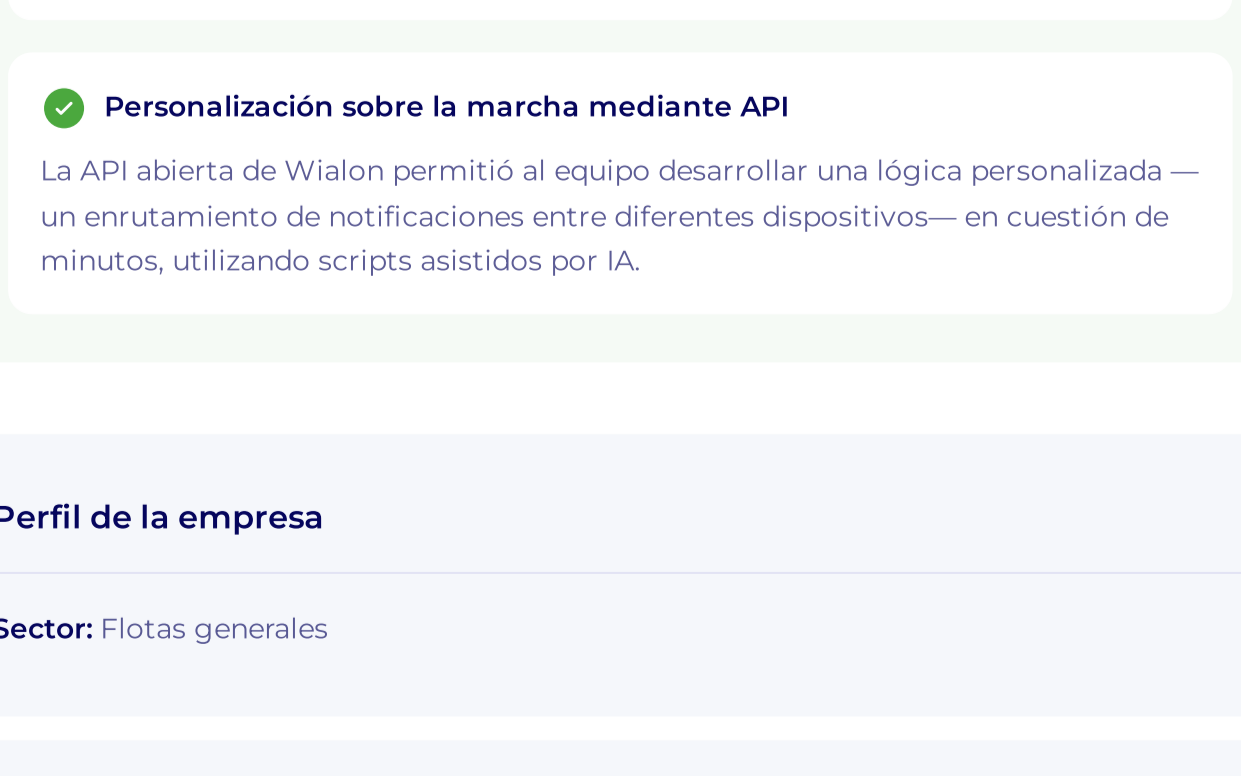 Personalización sobre la marcha mediante API
La API abierta de Wialon permitió al equipo desarrollar una lógica personalizada —
un enrutamiento de notificaciones entre diferentes dispositivos— en cuestión de
minutos, utilizando scripts asistidos por IA.
Perfil de la empresa
Sector: Flotas generales